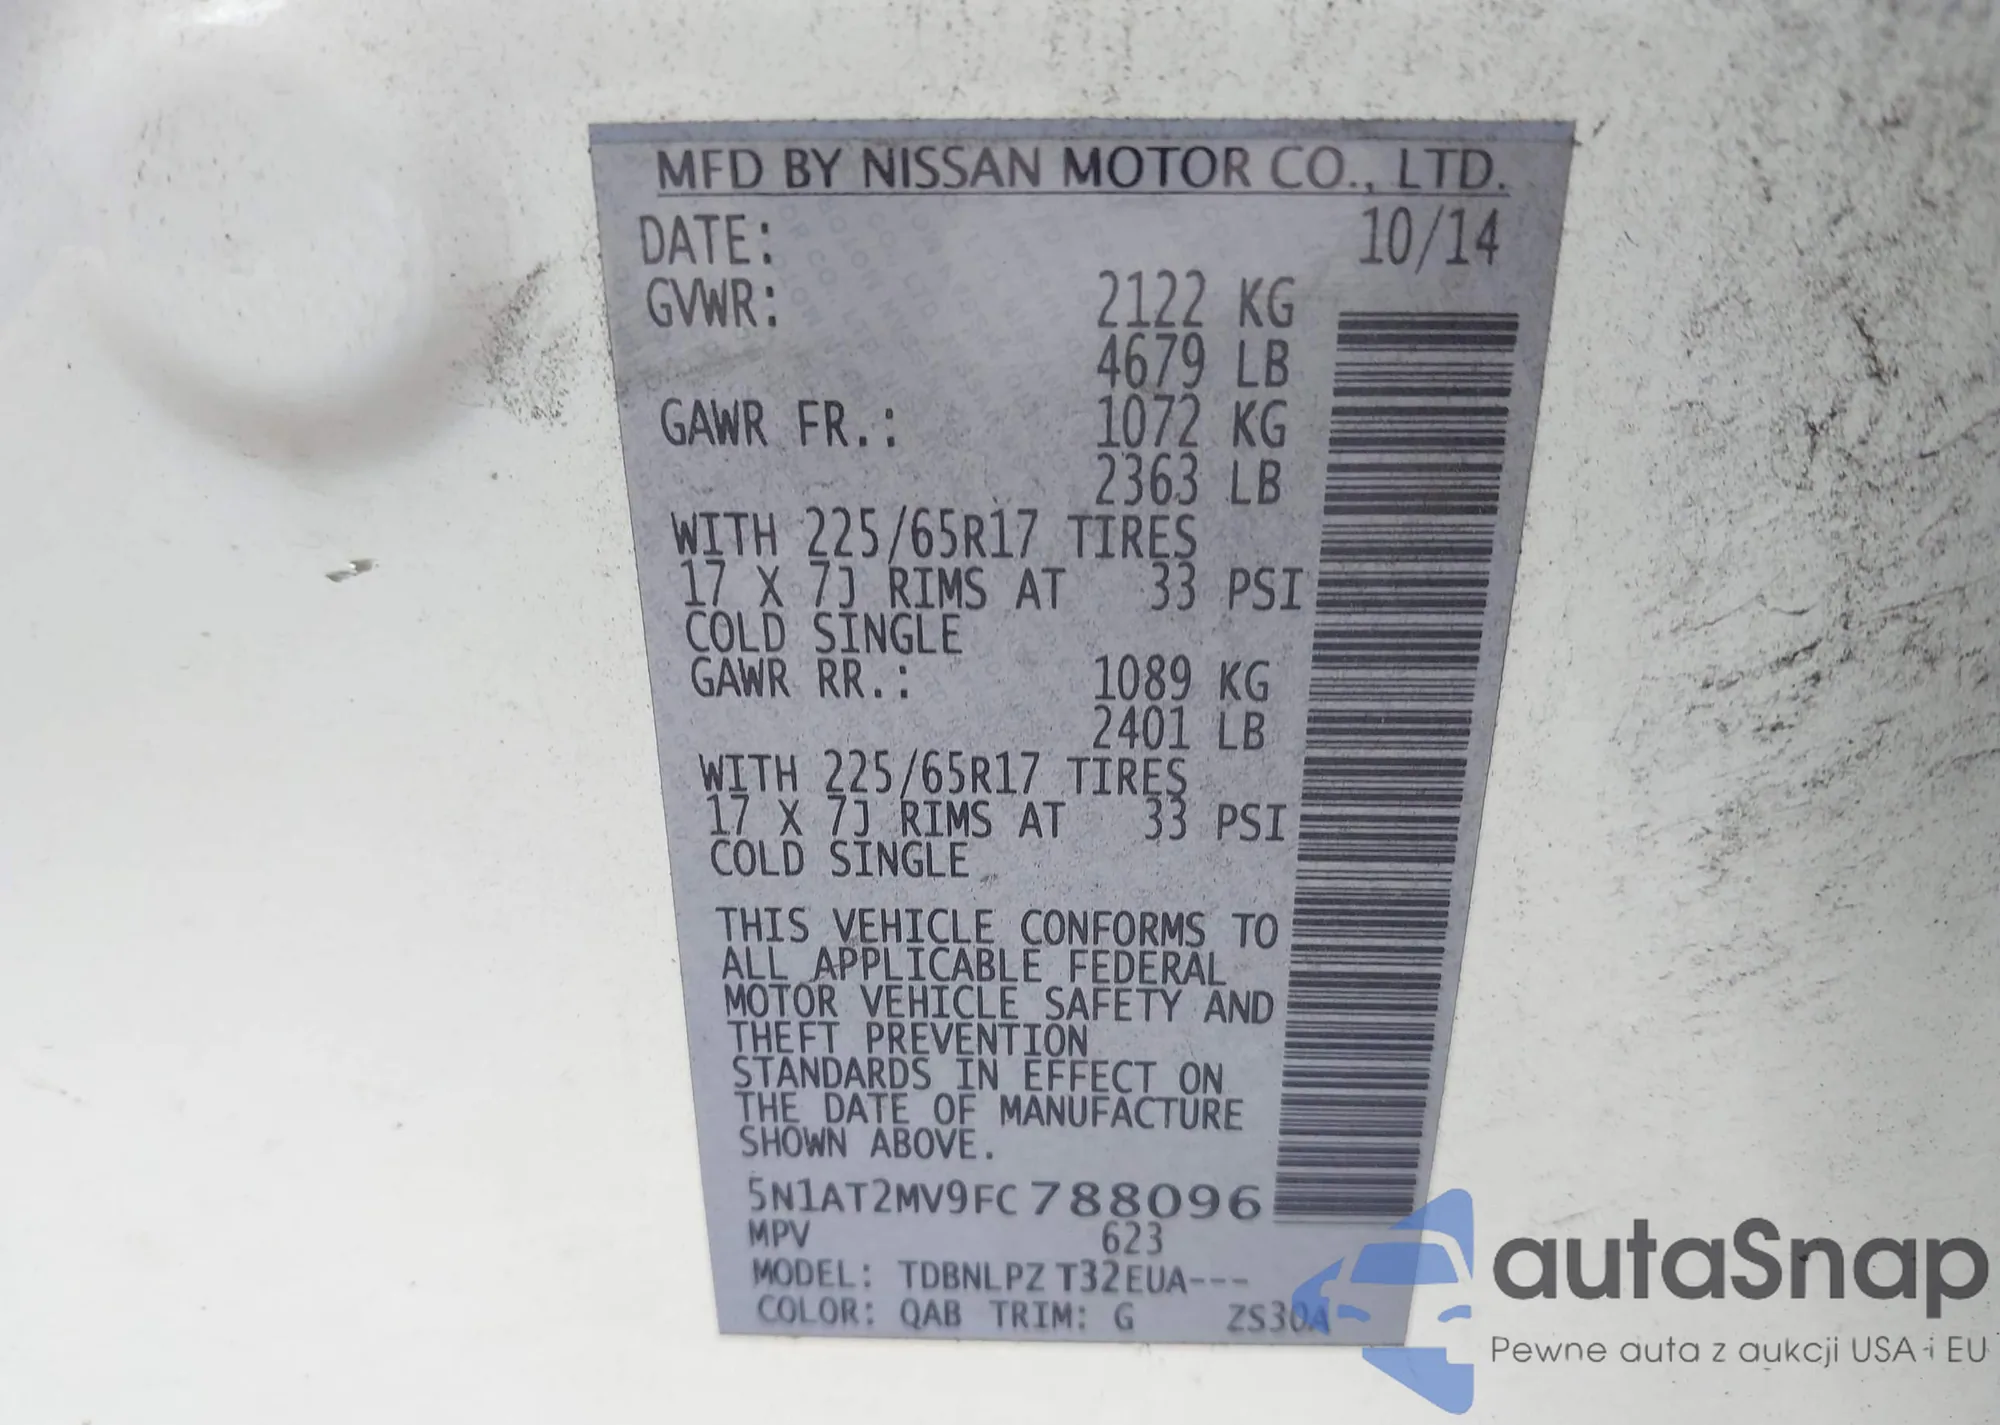 MFD BY NISSAN MOTOR CO., LTD.
DATE: 10/14
GVWR: 2122 KG
4679 LB
GAWR FR.: 1072 KG
2363 LB
WITH 225/65R17 TIRES
17 X 7J RIMS AT 33 PSI
COLD SINGLE
GAWR RR.: 1089 KG
2401 LB
WITH 225/65R17 TIRES
17 X 7J RIMS AT 33 PSI
COLD SINGLE
THIS VEHICLE CONFORMS TO
ALL APPLICABLE FEDERAL
MOTOR VEHICLE SAFETY AND
THEFT PREVENTION
STANDARDS IN EFFECT ON
THE DATE OF MANUFACTURE
SHOWN ABOVE.
5N1AT2MV9FC788096
MPV 623
MODEL: TDBNLPZ T32EUA---
COLOR: QAB TRIM: G ZS30A
autaSnap
Pewne auta z aukcji USA i EU